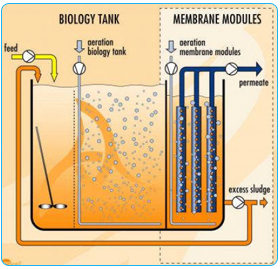 BIOLOGY TANK
MEMBRANE MODULES
feed
aeration
biology tank
aeration
membrane modules
permeate
excess sludge